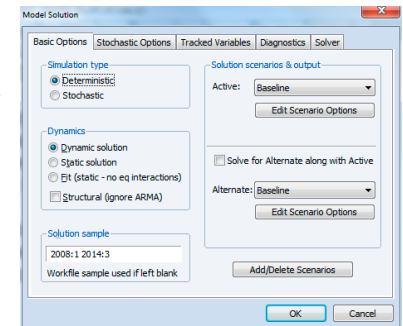 Model Solution
Basic Options Stochastic Options Tracked Variables Diagnostics Solver
Simulation type
Deterministic
Stochastic
Dynamics
Dynamic solution
Static solution
Fit (static - no eq interactions)
Structural (ignore ARMA)
Solution sample
2008:1 2014:3
Workfile sample used if left blank
Solution scenarios & output
Active: Baseline
Edit Scenario Options
Solve for Alternate along with Active
Alternate: Baseline
Edit Scenario Options
Add/Delete Scenarios
OK Cancel